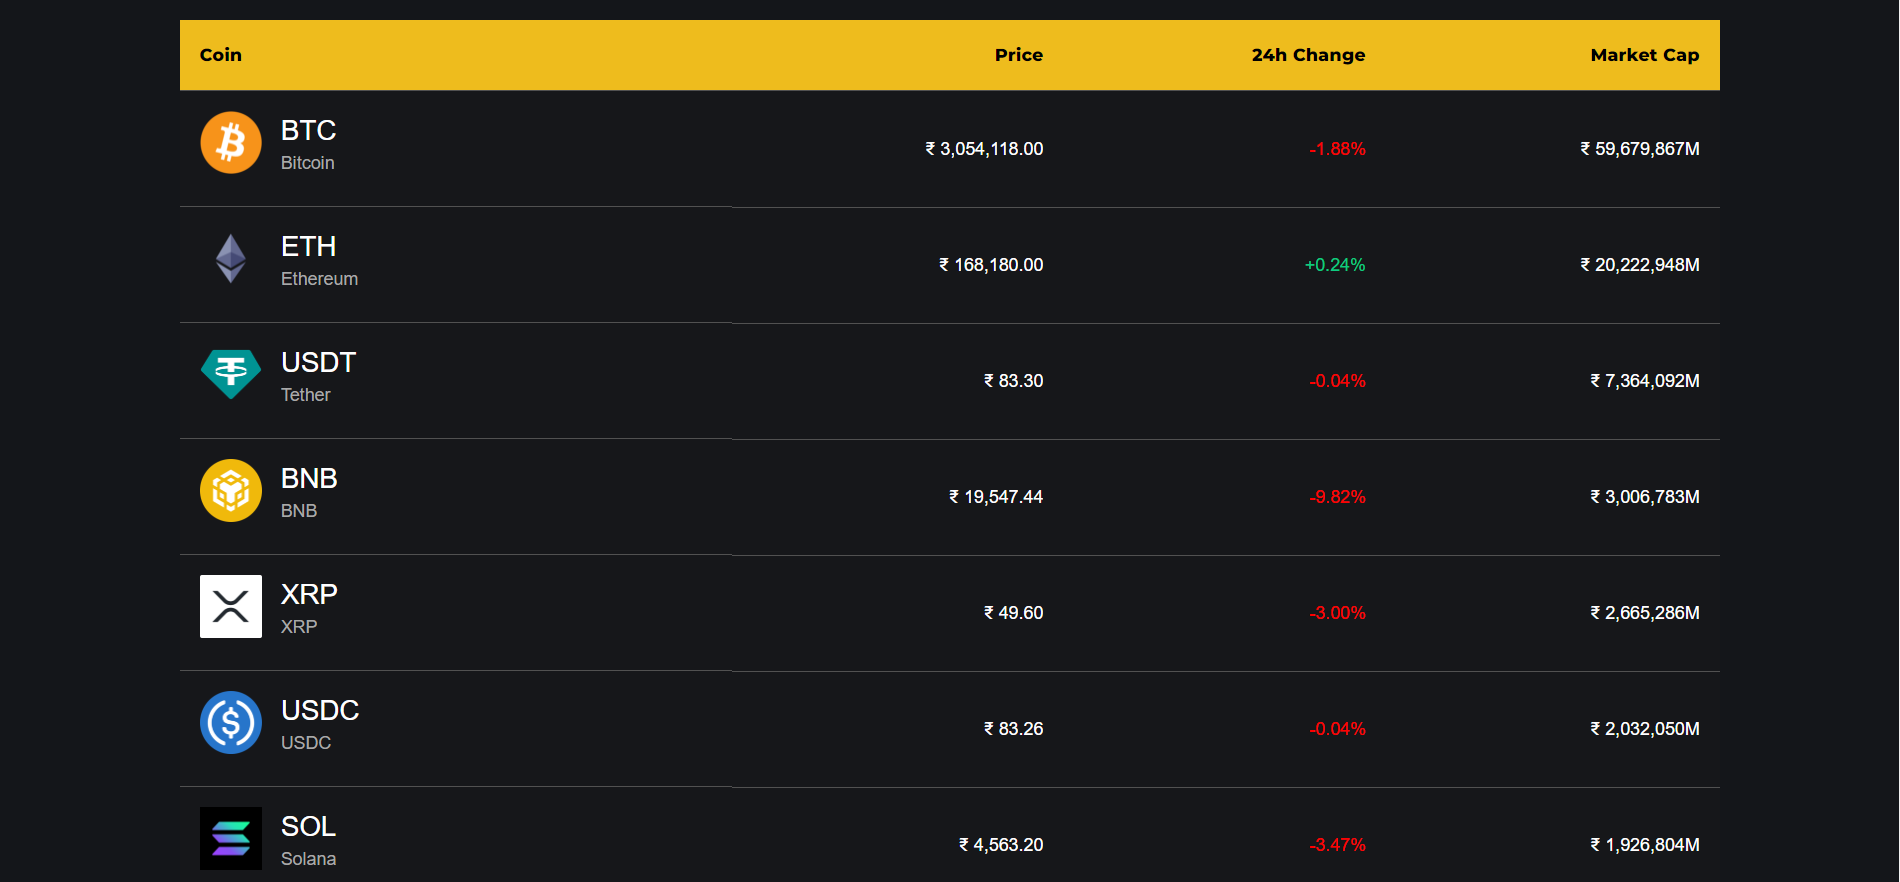 Coin Price 24h Change Market Cap
BTC
Bitcoin
₹ 3,054,118.00 -1.88% ₹ 59,679,867M
ETH
Ethereum
₹ 168,180.00 +0.24% ₹ 20,222,948M
USDT
Tether
₹ 83.30 -0.04% ₹ 7,364,092M
BNB
BNB
₹ 19,547.44 -9.82% ₹ 3,006,783M
XRP
XRP
₹ 49.60 -3.00% ₹ 2,665,286M
USDC
USDC
₹ 83.26 -0.04% ₹ 2,032,050M
SOL
Solana
₹ 4,563.20 -3.47% ₹ 1,926,804M